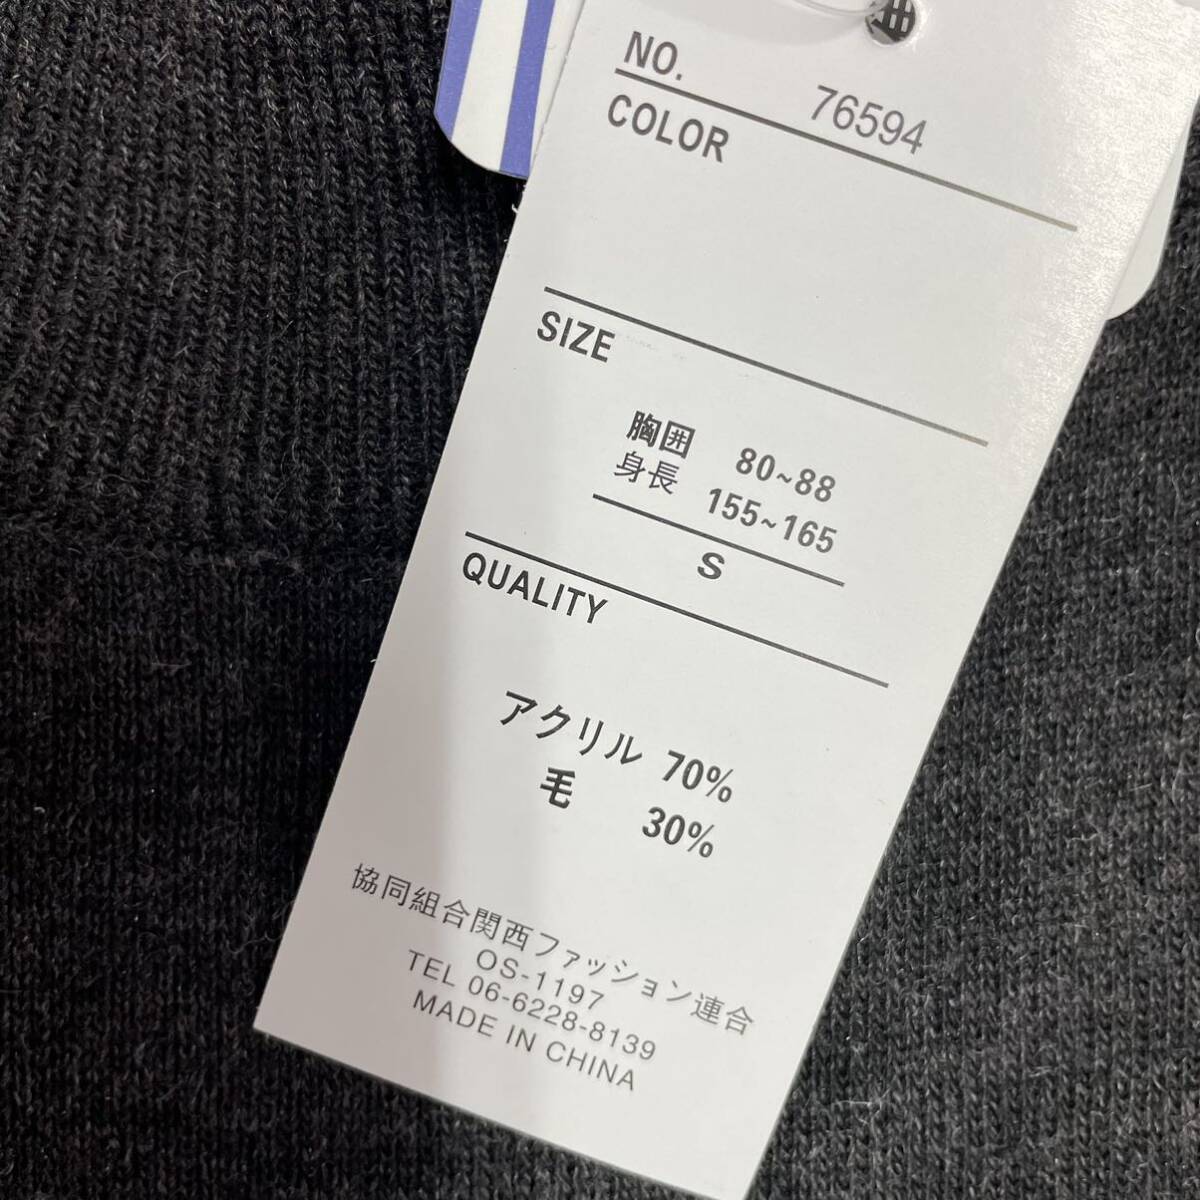 NO.
76594
COLOR
SIZE
胸囲 80~88
身長 155~165
S
QUALITY
アクリル 70%
毛 30%
協同組合関西ファッション連合
OS-1197
TEL 06-6228-8139
MADE IN CHINA